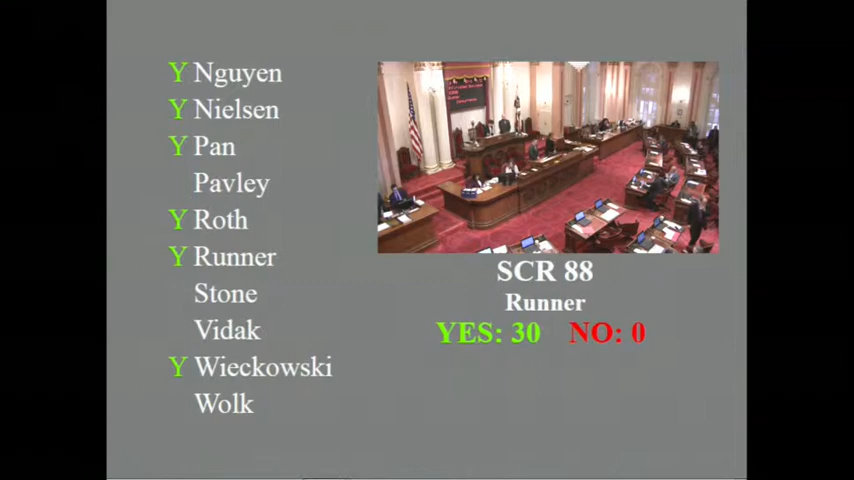 Y Nguyen
Y Nielsen
Y Pan
Pavley
Y Roth
Y Runner
Stone
Vidak
Y Wieckowski
Wolk
SCR 88
Runner
YES: 30 NO: 0